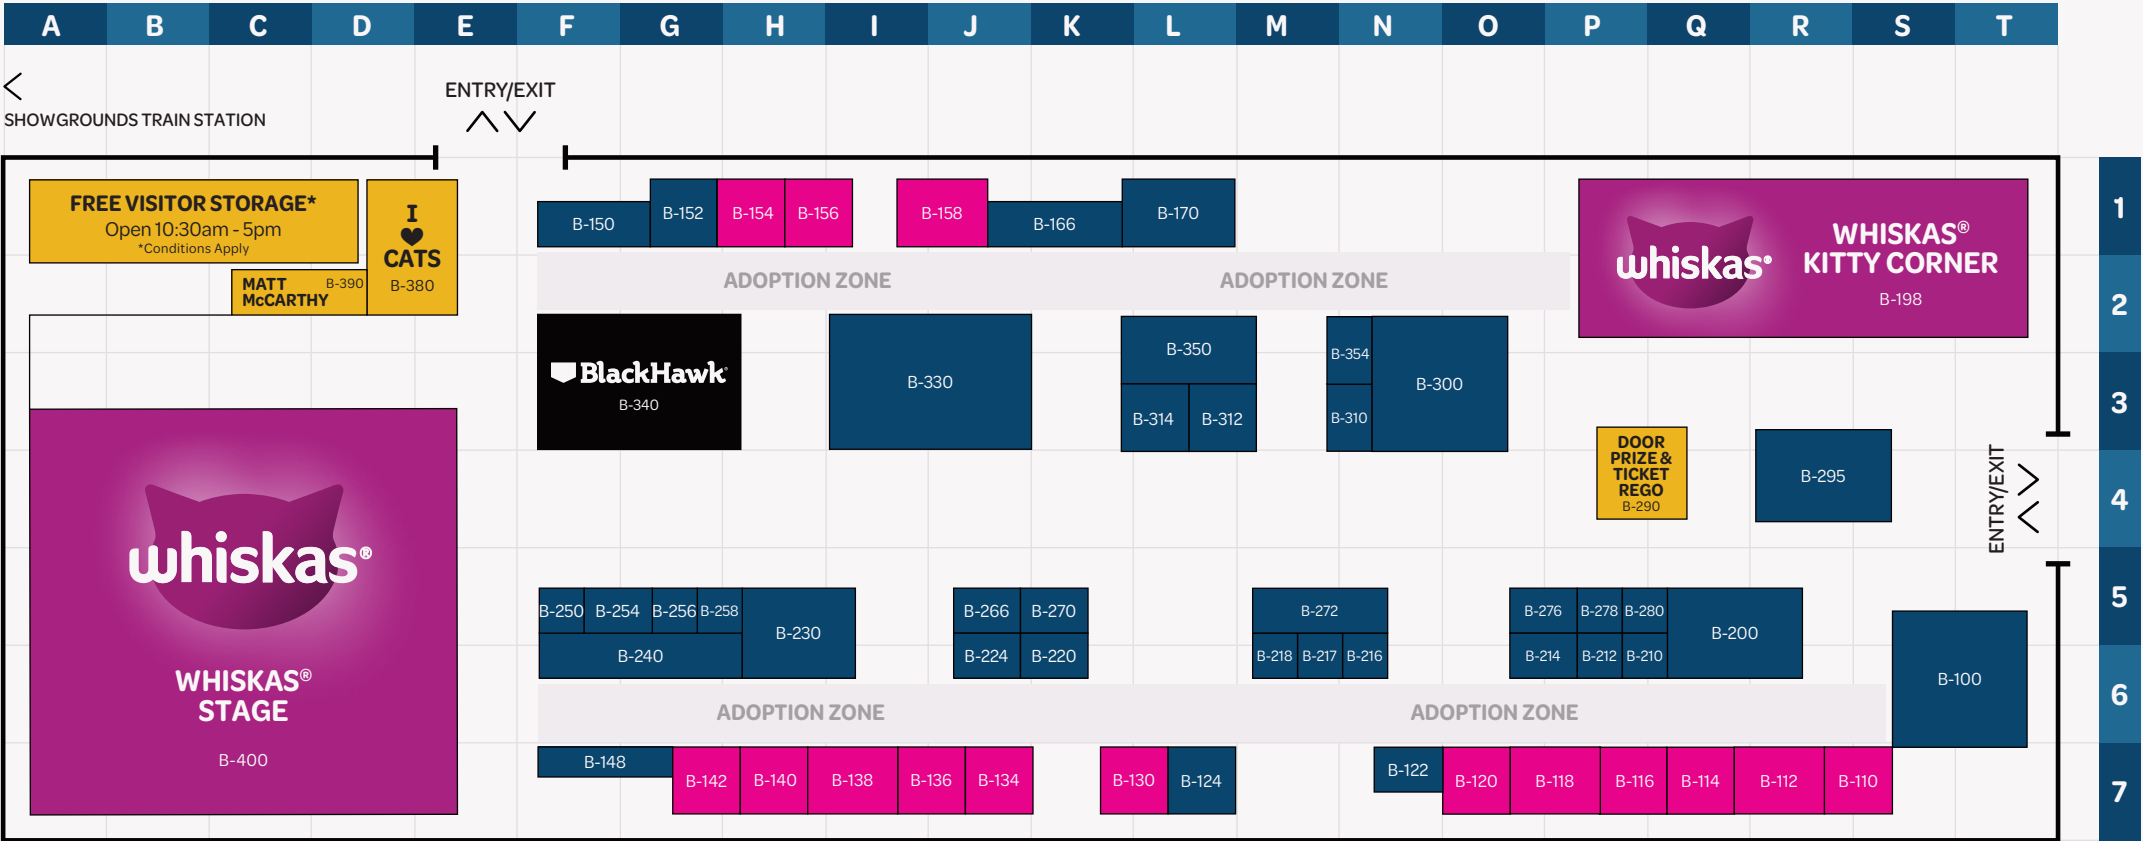 A B C D E F G H I J K L M N O P Q R S T
ENTRY/EXIT
SHOWGROUNDS TRAIN STATION
FREE VISITOR STORAGE*
Open 10:30am - 5pm
*Conditions Apply
I
CATS
B-380
MATT
McCARTHY
B-390
B-150
B-152
B-154
B-156
B-158
B-166
B-170
whiskas®
WHISKAS®
KITTY CORNER
B-198
1
ADOPTION ZONE
ADOPTION ZONE
2
BlackHawk
B-340
B-330
B-350
B-314
B-312
B-354
B-310
B-300
3
DOOR
PRIZE &
TICKET
REGO
B-290
B-295
ENTRY/EXIT
4
whiskas®
WHISKAS®
STAGE
B-400
B-250
B-254
B-256
B-258
B-230
B-240
B-266
B-270
B-224
B-220
B-272
B-218
B-217
B-216
B-276
B-278
B-280
B-200
B-214
B-212
B-210
5
B-100
ADOPTION ZONE
ADOPTION ZONE
6
B-148
B-142
B-140
B-138
B-136
B-134
B-130
B-124
B-122
B-120
B-118
B-116
B-114
B-112
B-110
7